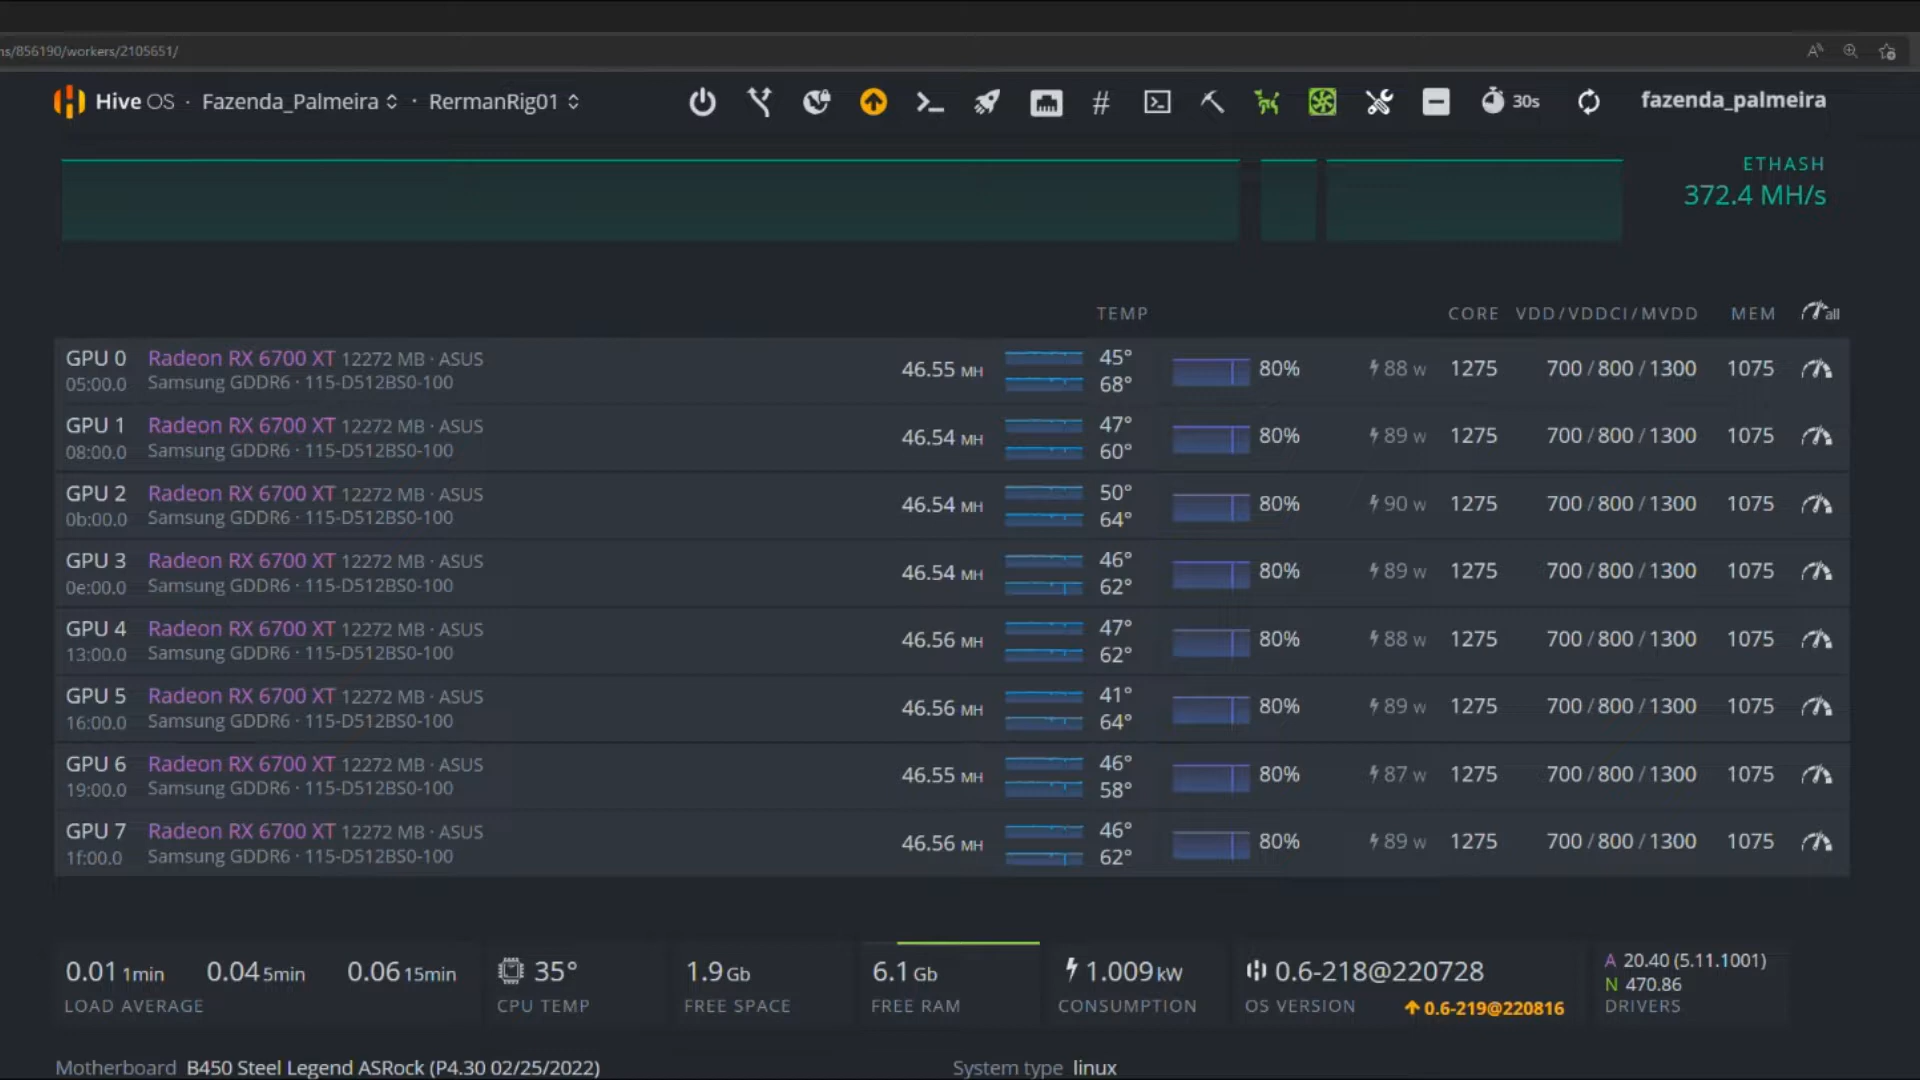 ns/856190/workers/2105651/
Hive OS · Fazenda_Palmeira · RermanRig01
30s
fazenda_palmeira
ETHASH
372.4 MH/s
TEMP CORE VDD/VDDCI/MVDD MEM all
GPU 0 Radeon RX 6700 XT 12272 MB · ASUS 46.55 MH 45° 80% 88 W 1275 700 / 800 / 1300 1075
05:00.0 Samsung GDDR6 · 115-D512BS0-100 68°
GPU 1 Radeon RX 6700 XT 12272 MB · ASUS 46.54 MH 47° 80% 89 W 1275 700 / 800 / 1300 1075
08:00.0 Samsung GDDR6 · 115-D512BS0-100 60°
GPU 2 Radeon RX 6700 XT 12272 MB · ASUS 46.54 MH 50° 80% 90 W 1275 700 / 800 / 1300 1075
0b:00.0 Samsung GDDR6 · 115-D512BS0-100 64°
GPU 3 Radeon RX 6700 XT 12272 MB · ASUS 46.54 MH 46° 80% 89 W 1275 700 / 800 / 1300 1075
0e:00.0 Samsung GDDR6 · 115-D512BS0-100 62°
GPU 4 Radeon RX 6700 XT 12272 MB · ASUS 46.56 MH 47° 80% 88 W 1275 700 / 800 / 1300 1075
13:00.0 Samsung GDDR6 · 115-D512BS0-100 62°
GPU 5 Radeon RX 6700 XT 12272 MB · ASUS 46.56 MH 41° 80% 89 W 1275 700 / 800 / 1300 1075
16:00.0 Samsung GDDR6 · 115-D512BS0-100 64°
GPU 6 Radeon RX 6700 XT 12272 MB · ASUS 46.55 MH 46° 80% 87 W 1275 700 / 800 / 1300 1075
19:00.0 Samsung GDDR6 · 115-D512BS0-100 58°
GPU 7 Radeon RX 6700 XT 12272 MB · ASUS 46.56 MH 46° 80% 89 W 1275 700 / 800 / 1300 1075
1f:00.0 Samsung GDDR6 · 115-D512BS0-100 62°
0.01 1min 0.04 5min 0.06 15min
LOAD AVERAGE
35°
CPU TEMP
1.9 Gb
FREE SPACE
6.1 Gb
FREE RAM
1.009 kW
CONSUMPTION
0.6-218@220728
OS VERSION 0.6-219@220816
A 20.40 (5.11.1001)
N 470.86
DRIVERS
Motherboard B450 Steel Legend ASRock (P4.30 02/25/2022)
System type linux